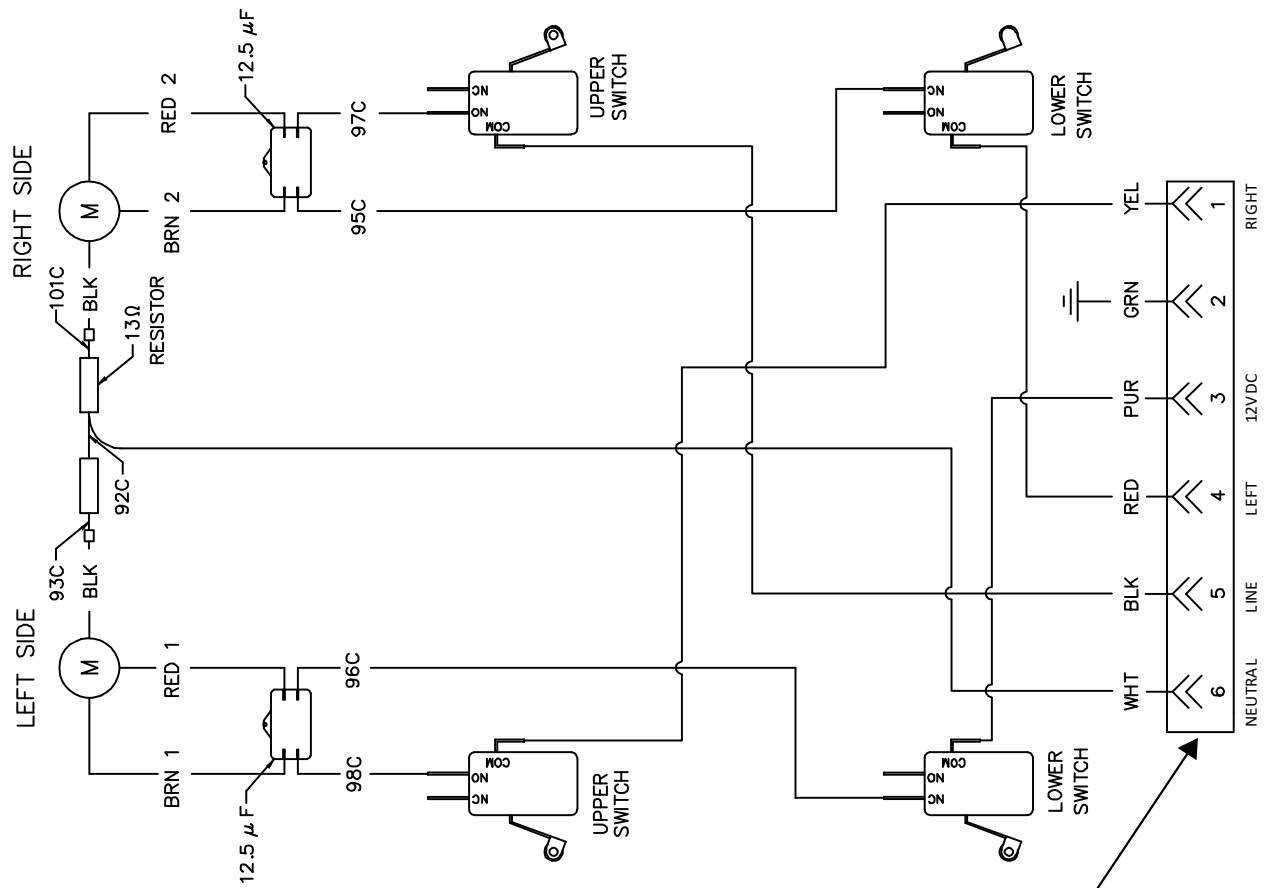 LEFT SIDE
RIGHT SIDE
M
M
BLK
93C
92C
13Ω
RESISTOR
101C
BLK
BRN 1
RED 1
BRN 2
RED 2
12.5 µF
12.5 µF
98C
96C
95C
97C
NC
NO
COM
UPPER
SWITCH
COM
NO
NC
UPPER
SWITCH
NC
NO
COM
LOWER
SWITCH
COM
NO
NC
LOWER
SWITCH
WHT
BLK
RED
PUR
GRN
YEL
6
5
4
3
2
1
NEUTRAL
LINE
LEFT
12VDC
RIGHT